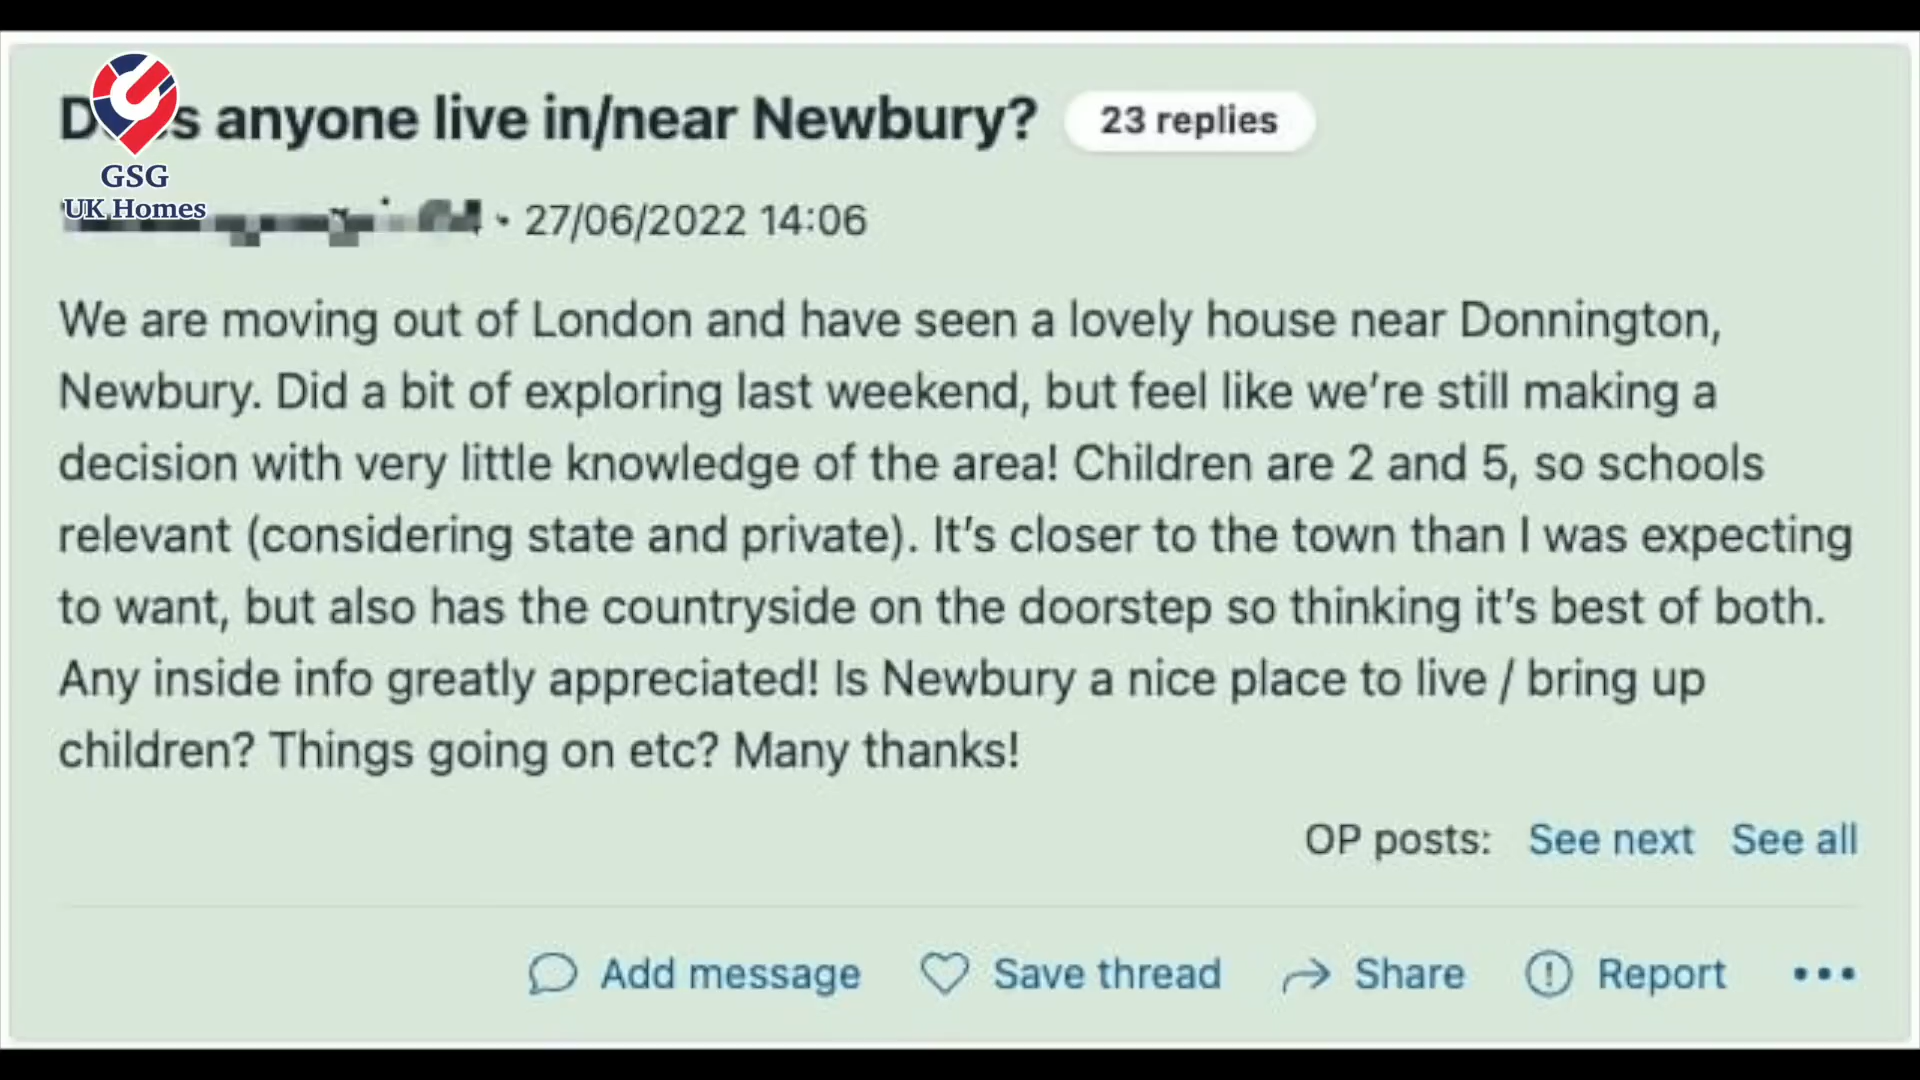 Does anyone live in/near Newbury?
23 replies
GSG
UK Homes
• 27/06/2022 14:06
We are moving out of London and have seen a lovely house near Donnington,
Newbury. Did a bit of exploring last weekend, but feel like we're still making a
decision with very little knowledge of the area! Children are 2 and 5, so schools
relevant (considering state and private). It's closer to the town than I was expecting
to want, but also has the countryside on the doorstep so thinking it's best of both.
Any inside info greatly appreciated! Is Newbury a nice place to live / bring up
children? Things going on etc? Many thanks!
OP posts: See next See all
Add message Save thread Share Report